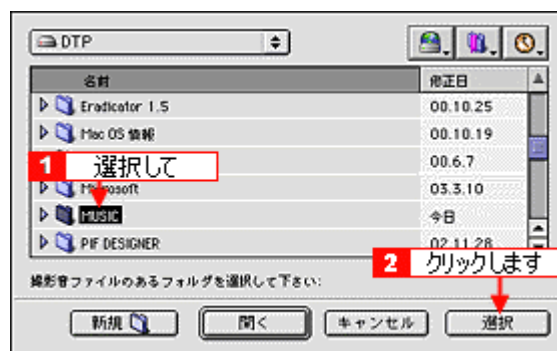 DTP
名前 修正日
Eradicator 1.5 00.10.25
Mac OS 情報 00.10.19
00.6.7
1 選択して
Microsoft 03.3.10
MUSIC 今日
PIF DESIGNER 02.11.28
2 クリックします
撮影音ファイルのあるフォルダを選択して下さい:
新規 開く キャンセル 選択